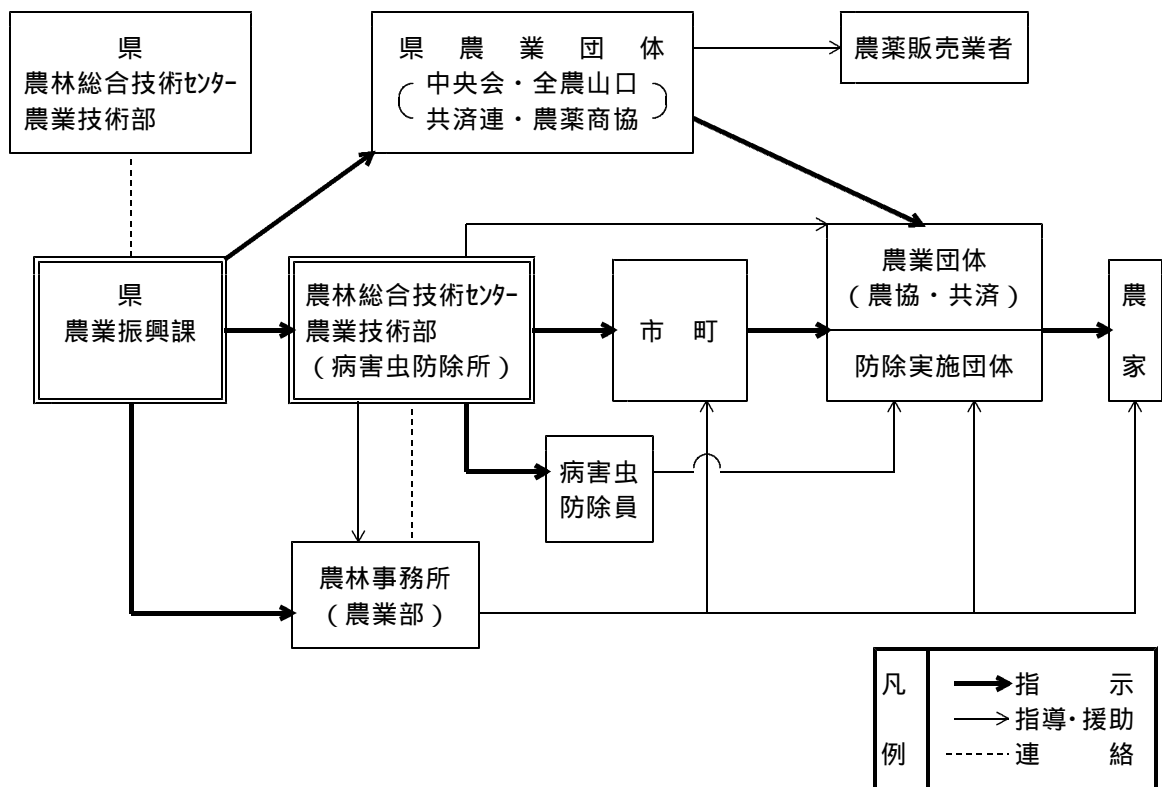 県
農林総合技術ｾﾝﾀｰ
農業技術部
県農業団体
中央会・全農山口
共済連・農薬商協
農薬販売業者
県
農業振興課
農林総合技術ｾﾝﾀｰ
農業技術部
（病害虫防除所）
市町
農業団体
（農協・共済）
防除実施団体
農
家
病害虫
防除員
農林事務所
（農業部）
凡
例
指示
指導・援助
連絡